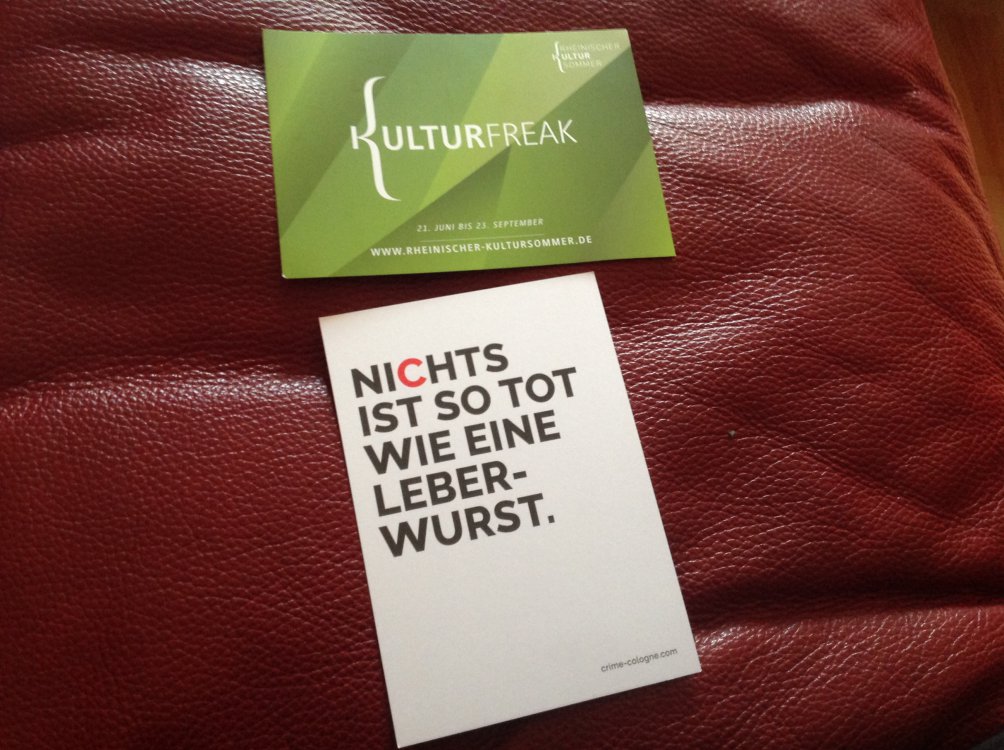 RHEINISCHER
KULTUR
SOMMER
KULTURFREAK
21. JUNI BIS 23. SEPTEMBER
WWW.RHEINISCHER-KULTURSOMMER.DE
NICHTS
IST SO TOT
WIE EINE
LEBER-
WURST.
crime-cologne.com